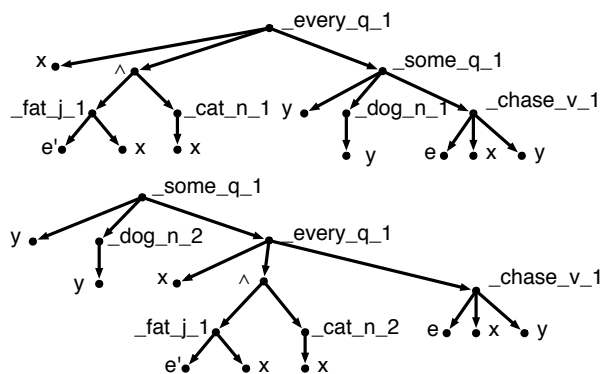 _every_q_1
x ∧ _some_q_1
_fat_j_1 _cat_n_1 y _dog_n_1 _chase_v_1
e' x x y e x y
_some_q_1
y _dog_n_2 _every_q_1
y x ∧ _chase_v_1
_fat_j_1 _cat_n_2 e x y
e' x x